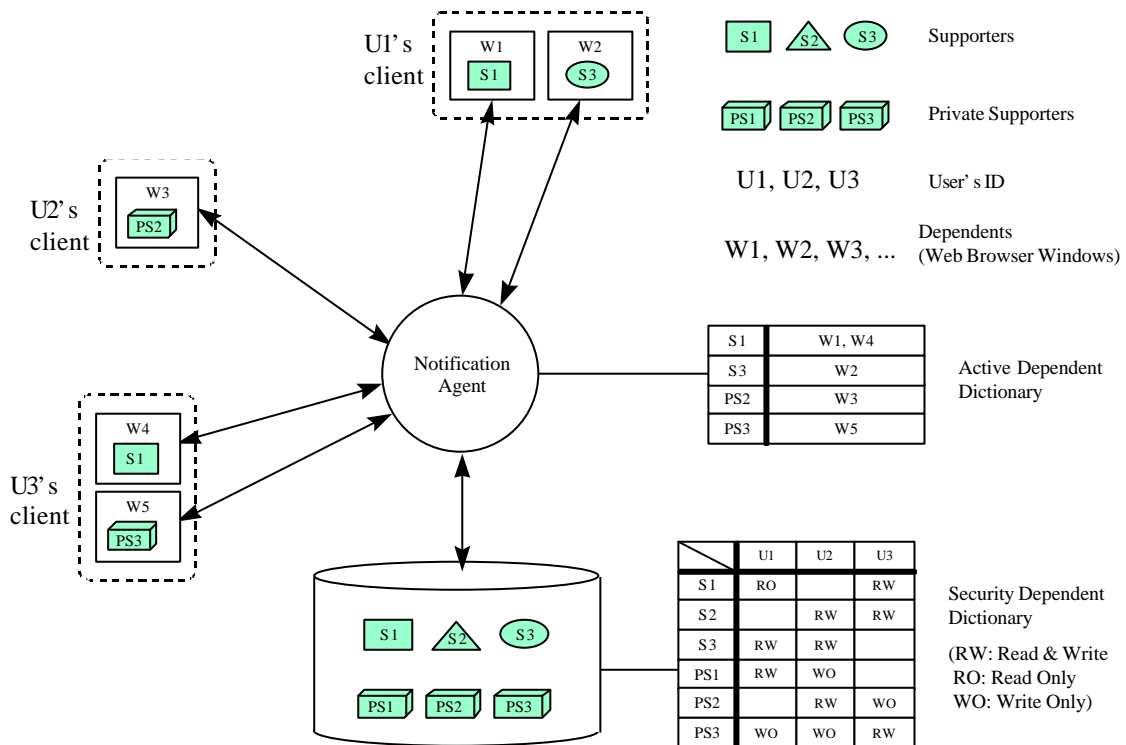 U1's
client
W1
S1
W2
S3
S1 S2 S3 Supporters
PS1 PS2 PS3 Private Supporters
U1, U2, U3 User's ID
W1, W2, W3, ... Dependents
(Web Browser Windows)
U2's
client
W3
PS2
Notification
Agent
S1 W1, W4
S3 W2
PS2 W3
PS3 W5
Active Dependent
Dictionary
U3's
client
W4
S1
W5
PS3
S1 S2 S3
PS1 PS2 PS3
U1 U2 U3
S1 RO RW
S2 RW RW
S3 RW RW
PS1 RW WO
PS2 RW WO
PS3 WO WO RW
Security Dependent
Dictionary
(RW: Read & Write
RO: Read Only
WO: Write Only)